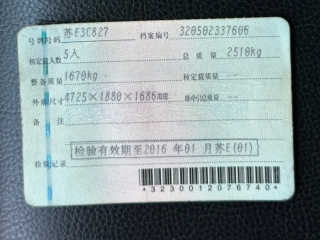 号牌号码 苏E3C827 档案编号 320502337606
核定载人数 5人 总质量 2510kg
整备质量 1670kg 核定载质量 --
外廓尺寸 4725×1880×1686mm 准牵引总质量 --
备注
检验有效期至2016 年01 月苏E(01)
检验记录
*3230012076740*